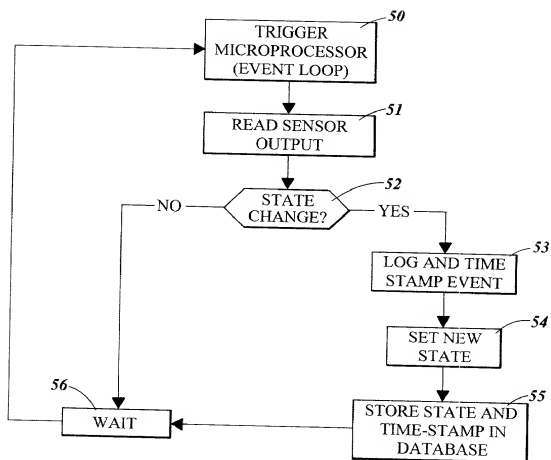 50
TRIGGER
MICROPROCESSOR
(EVENT LOOP)
51
READ SENSOR
OUTPUT
52
STATE
CHANGE?
NO
YES
53
LOG AND TIME
STAMP EVENT
54
SET NEW
STATE
55
STORE STATE AND
TIME-STAMP IN
DATABASE
56
WAIT